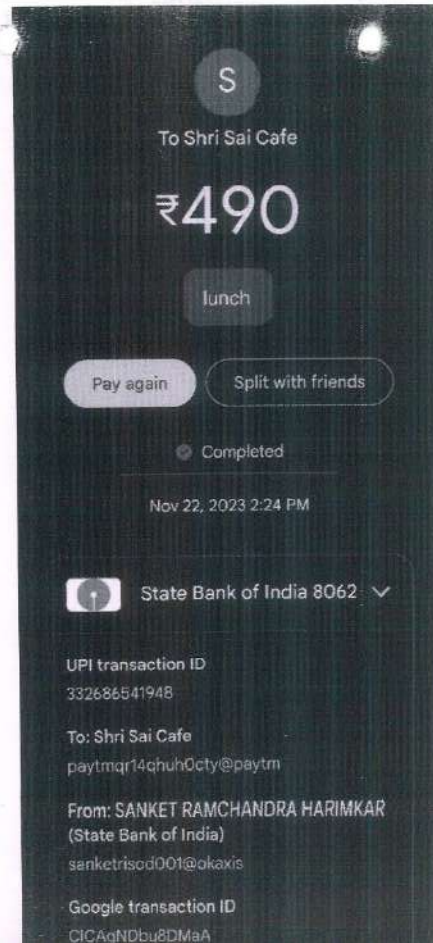 S
To Shri Sai Cafe
₹490
lunch
Pay again
Split with friends
Completed
Nov 22, 2023 2:24 PM
State Bank of India 8062
UPI transaction ID
332686541948
To: Shri Sai Cafe
paytmqr14qhuh0cty@paytm
From: SANKET RAMCHANDRA HARIMKAR
(State Bank of India)
sanketrisod001@okaxis
Google transaction ID
CICAgNDbu8DMaA